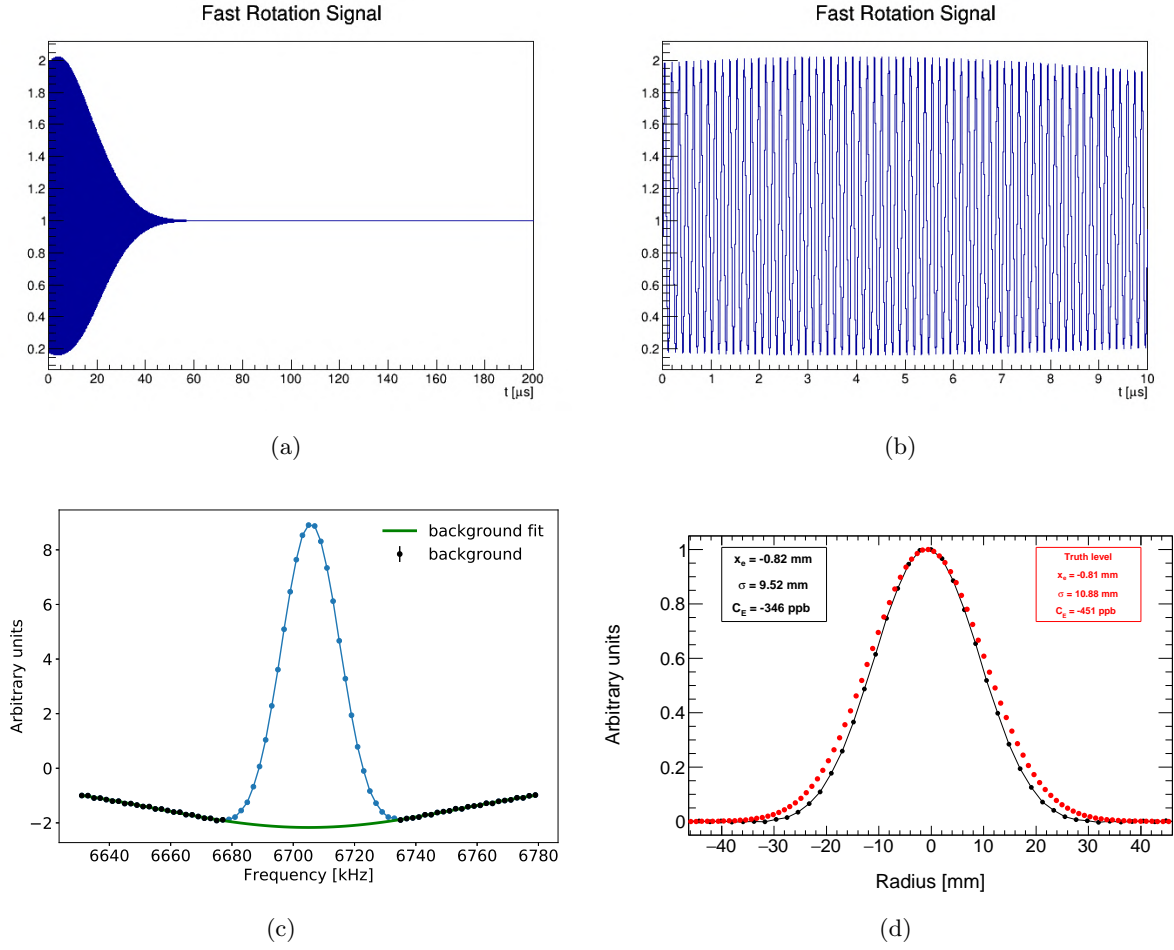 Fast Rotation Signal
2
1.8
1.6
1.4
1.2
1
0.8
0.6
0.4
0.2
0 20 40 60 80 100 120 140 160 180 200
t [μs]
(a)
Fast Rotation Signal
2
1.8
1.6
1.4
1.2
1
0.8
0.6
0.4
0.2
0 1 2 3 4 5 6 7 8 9 10
t [μs]
(b)
Arbitrary units
8
6
4
2
0
−2
background fit
background
6640 6660 6680 6700 6720 6740 6760 6780
Frequency [kHz]
(c)
Arbitrary units
1
0.8
0.6
0.4
0.2
0
x_e = -0.82 mm
σ = 9.52 mm
C_E = -346 ppb
Truth level
x_e = -0.81 mm
σ = 10.88 mm
C_E = -451 ppb
−40 −30 −20 −10 0 10 20 30 40
Radius [mm]
(d)